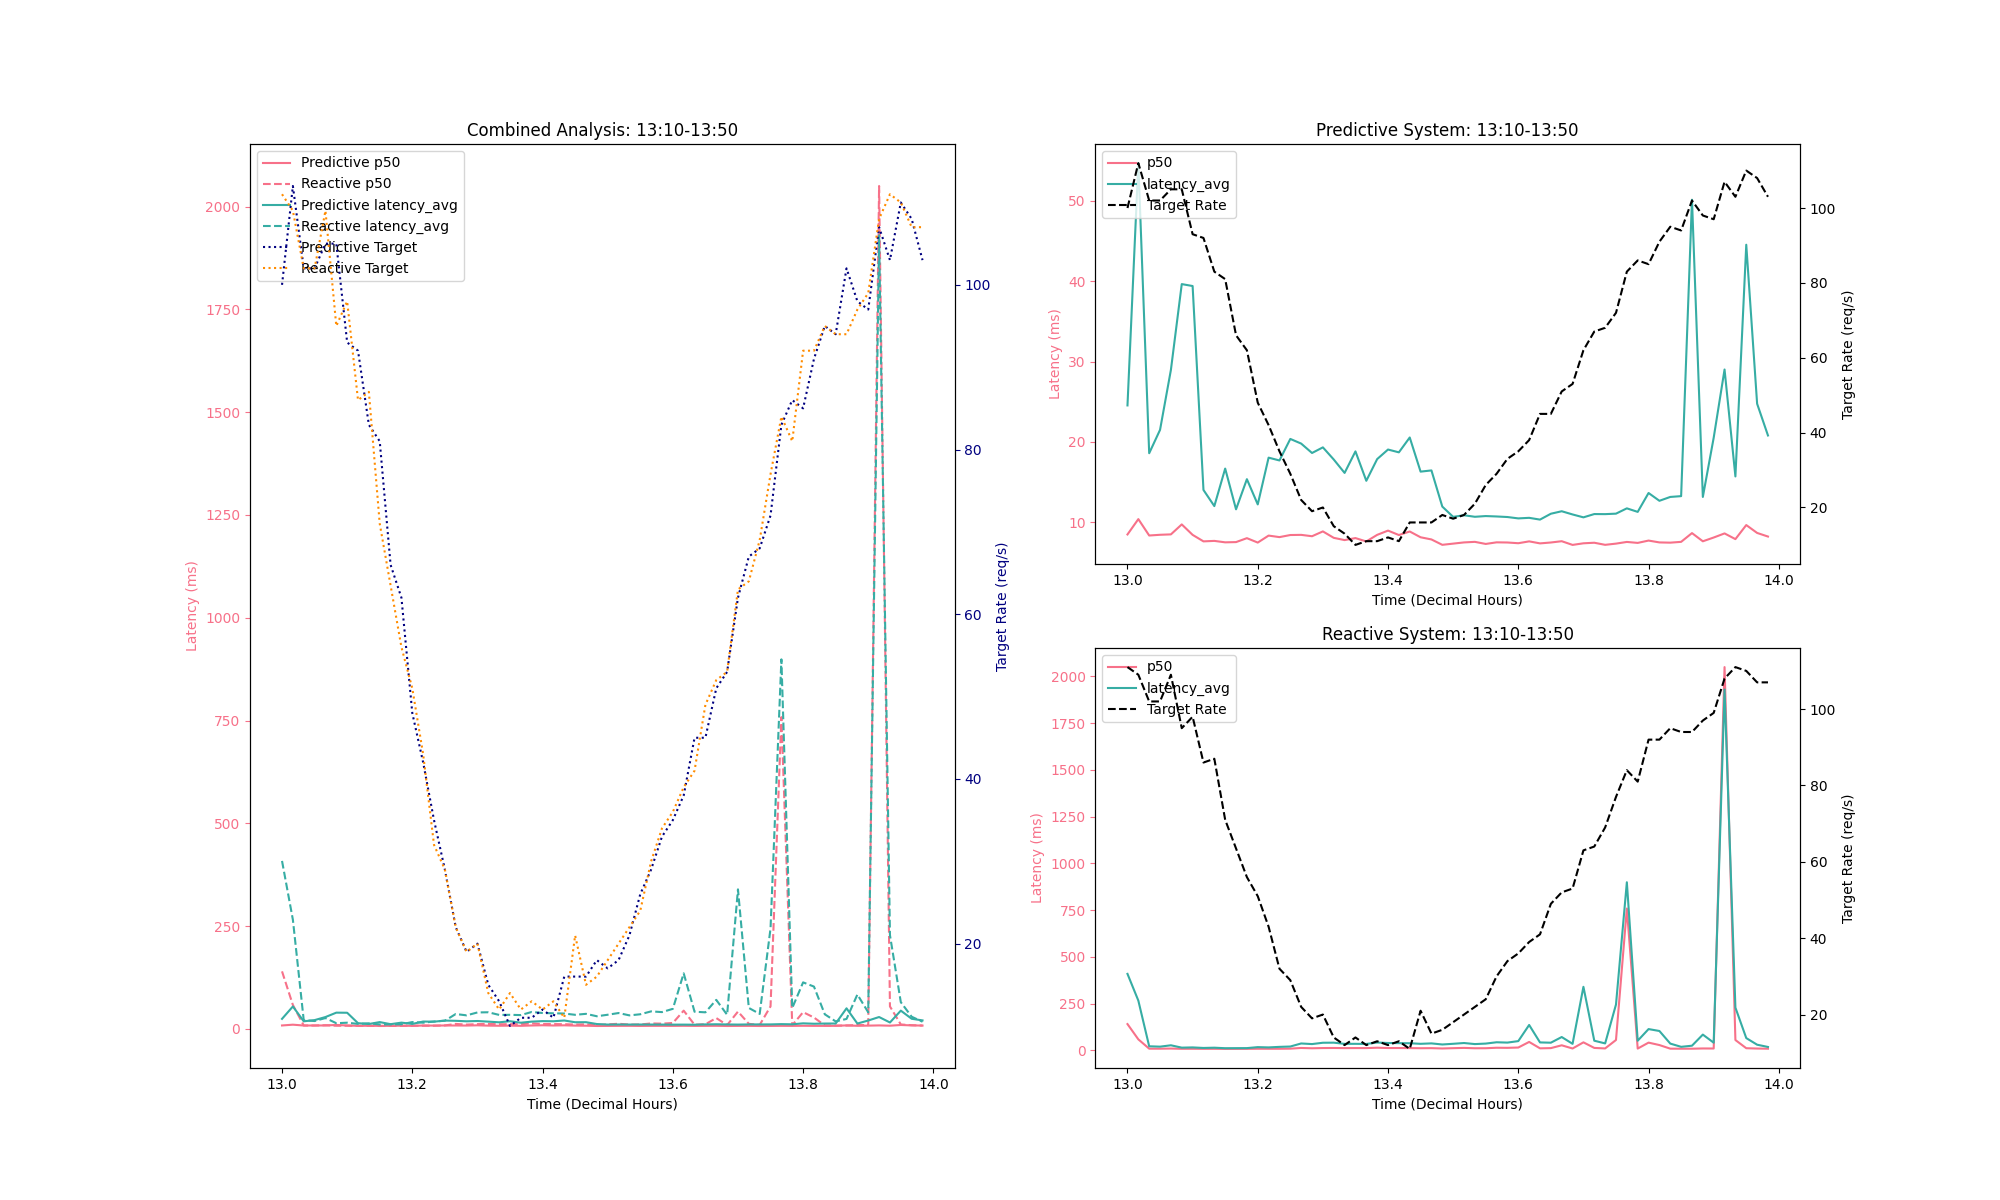 Combined Analysis: 13:10-13:50
Predictive p50
Reactive p50
Predictive latency_avg
Reactive latency_avg
Predictive Target
Reactive Target
Latency (ms)
2000
1750
1500
1250
1000
750
500
250
0
100
80
60
40
20
Target Rate (req/s)
13.0 13.2 13.4 13.6 13.8 14.0
Time (Decimal Hours)
Predictive System: 13:10-13:50
p50
latency_avg
Target Rate
Latency (ms)
50
40
30
20
10
100
80
60
40
20
Target Rate (req/s)
13.0 13.2 13.4 13.6 13.8 14.0
Time (Decimal Hours)
Reactive System: 13:10-13:50
p50
latency_avg
Target Rate
Latency (ms)
2000
1750
1500
1250
1000
750
500
250
0
100
80
60
40
20
Target Rate (req/s)
13.0 13.2 13.4 13.6 13.8 14.0
Time (Decimal Hours)